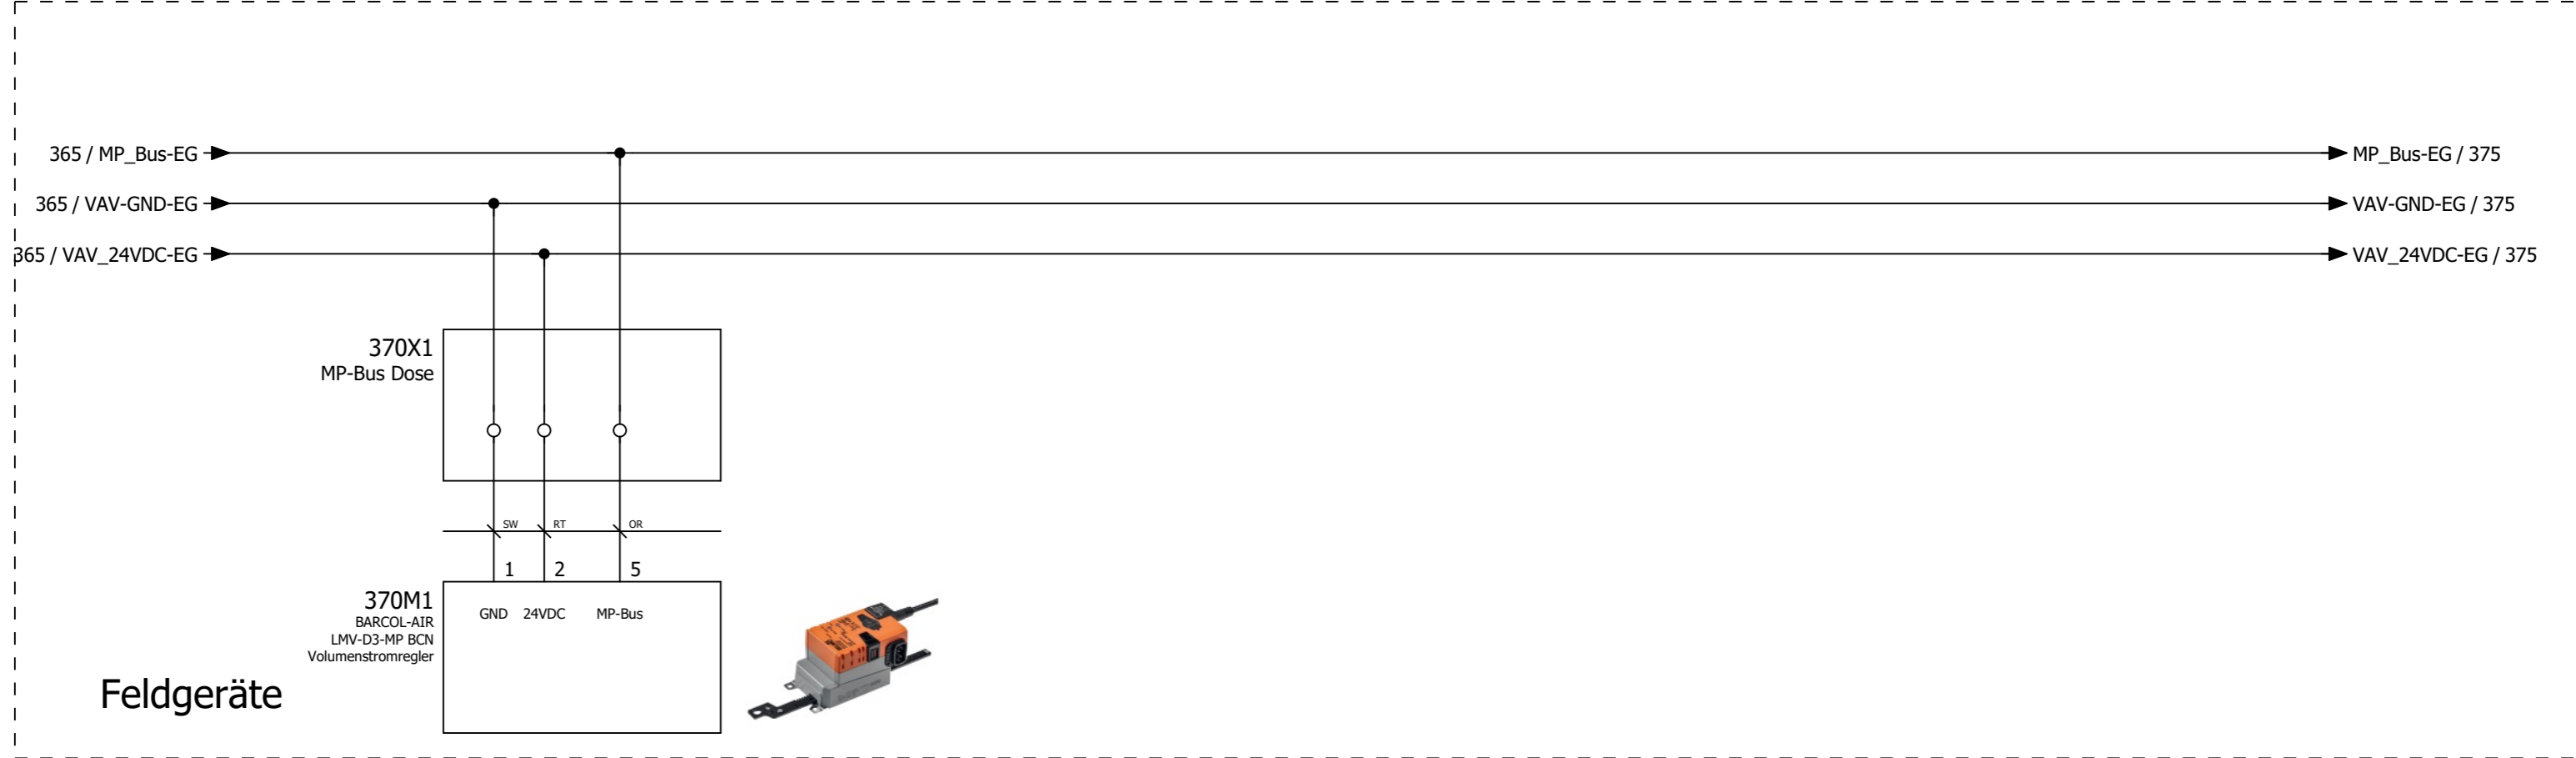 365 / MP_Bus-EG
MP_Bus-EG / 375
365 / VAV-GND-EG
VAV-GND-EG / 375
365 / VAV_24VDC-EG
VAV_24VDC-EG / 375
370X1
MP-Bus Dose
SW RT OR
1 2 5
370M1
BARCOL-AIR
LMV-D3-MP BCN
Volumenstromregler
GND 24VDC MP-Bus
Feldgeräte